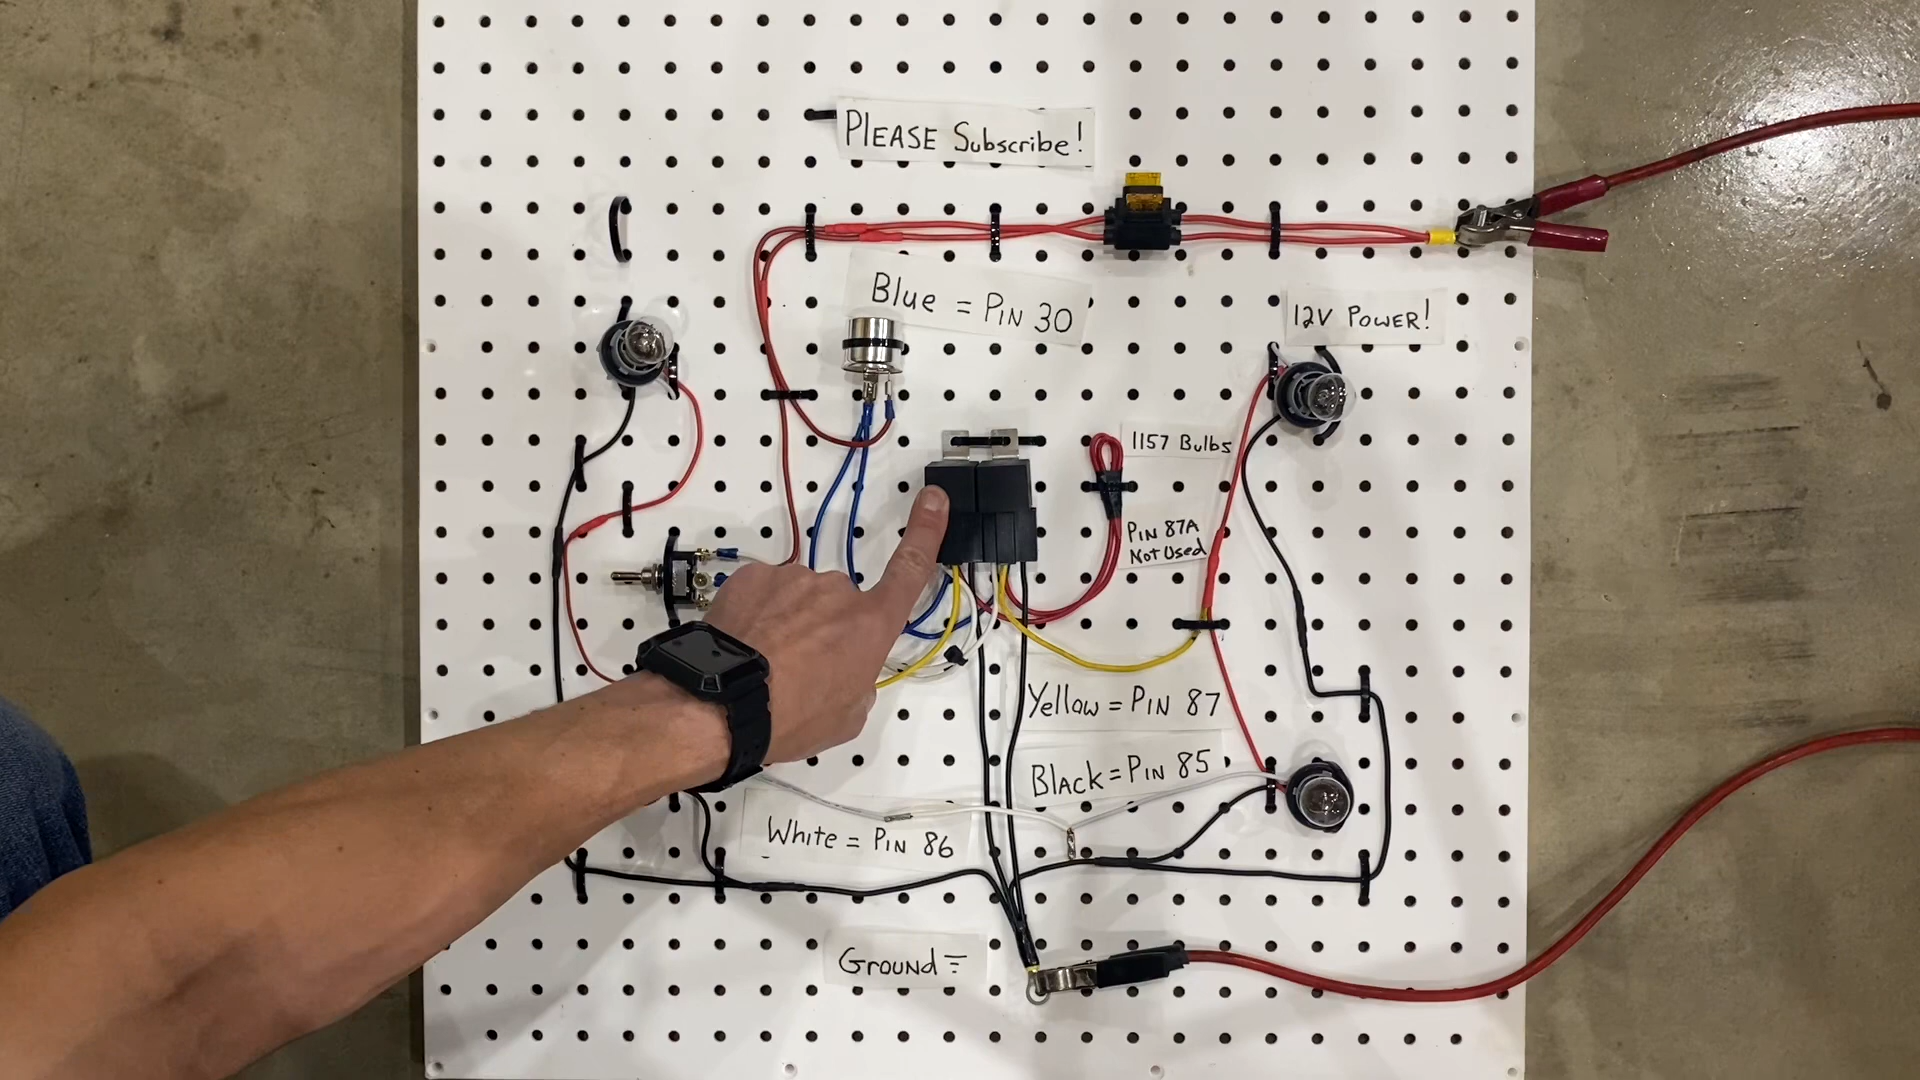 PLEASE Subscribe!
Blue = PIN 30
12V POWER!
1157 Bulbs
PIN 87A
Not Used
Yellow = PIN 87
Black = PIN 85
White = PIN 86
Ground